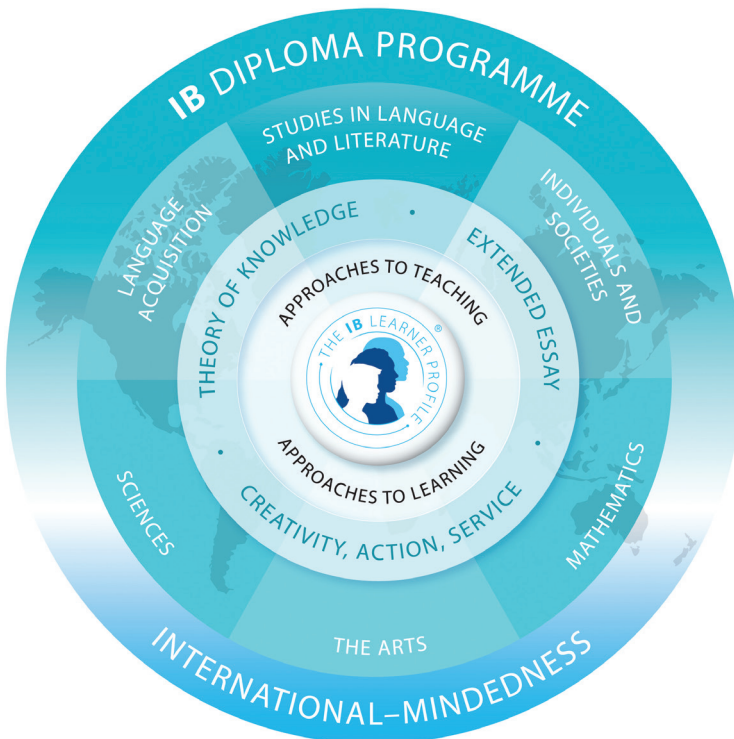 IB DIPLOMA PROGRAMME
STUDIES IN LANGUAGE
AND LITERATURE
LANGUAGE
ACQUISITION
INDIVIDUALS AND
SOCIETIES
THEORY OF KNOWLEDGE
·
EXTENDED ESSAY
APPROACHES TO TEACHING
THE IB LEARNER PROFILE
®
APPROACHES TO LEARNING
·
CREATIVITY, ACTION, SERVICE
·
SCIENCES
MATHEMATICS
THE ARTS
INTERNATIONAL–MINDEDNESS